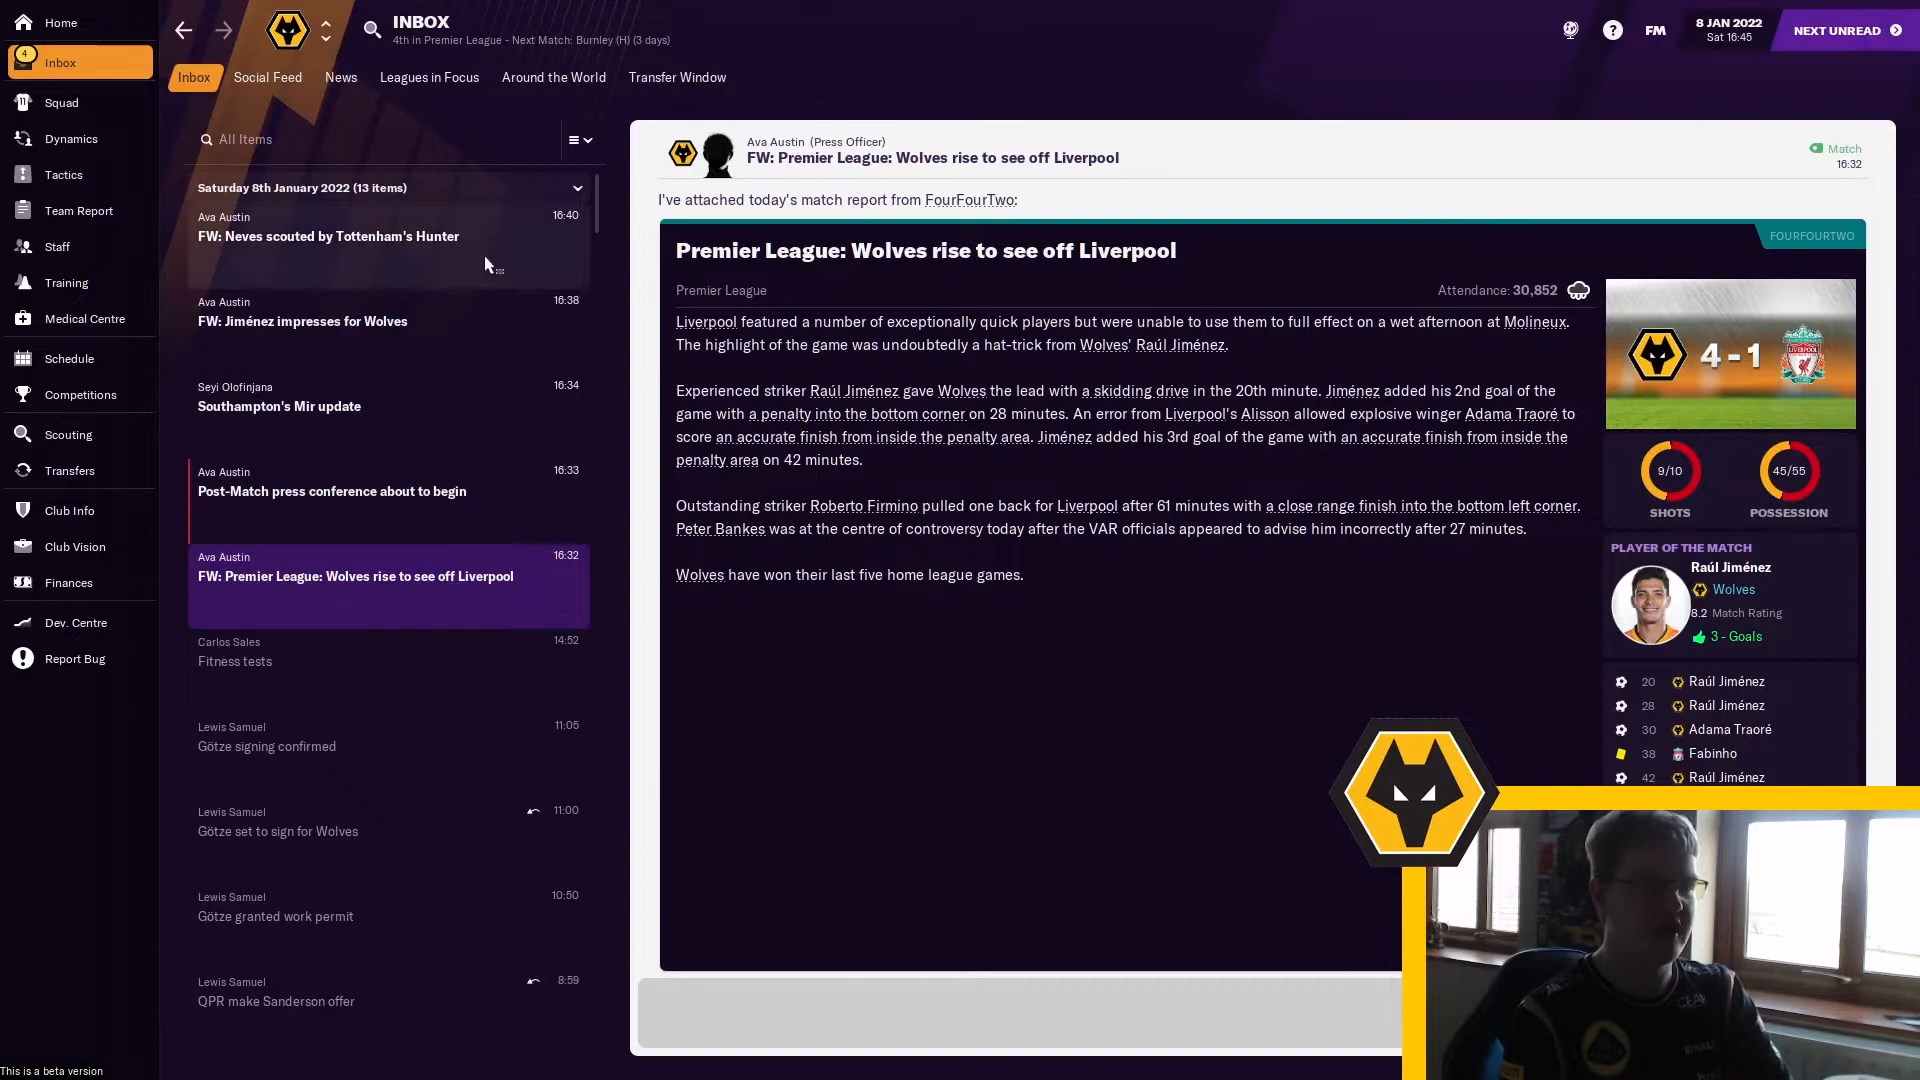 Home
4
Inbox
Squad
Dynamics
Tactics
Team Report
Staff
Training
Medical Centre
Schedule
Competitions
Scouting
Transfers
Club Info
Club Vision
Finances
Dev. Centre
Report Bug
This is a beta version
INBOX
4th in Premier League - Next Match: Burnley (H) (3 days)
FM
8 JAN 2022
Sat 16:45
NEXT UNREAD
Inbox Social Feed News Leagues in Focus Around the World Transfer Window
All Items
Saturday 8th January 2022 (13 items)
Ava Austin 16:40
FW: Neves scouted by Tottenham's Hunter
Ava Austin 16:38
FW: Jiménez impresses for Wolves
Seyi Olofinjana 16:34
Southampton's Mir update
Ava Austin 16:33
Post-Match press conference about to begin
Ava Austin 16:32
FW: Premier League: Wolves rise to see off Liverpool
Carlos Sales 14:52
Fitness tests
Lewis Samuel 11:05
Götze signing confirmed
Lewis Samuel 11:00
Götze set to sign for Wolves
Lewis Samuel 10:50
Götze granted work permit
Lewis Samuel 8:59
QPR make Sanderson offer
Ava Austin (Press Officer)
FW: Premier League: Wolves rise to see off Liverpool
Match
16:32
I've attached today's match report from FourFourTwo:
FOURFOURTWO
Premier League: Wolves rise to see off Liverpool
Premier League Attendance: 30,852
Liverpool featured a number of exceptionally quick players but were unable to use them to full effect on a wet afternoon at Molineux.
The highlight of the game was undoubtedly a hat-trick from Wolves' Raúl Jiménez.
Experienced striker Raúl Jiménez gave Wolves the lead with a skidding drive in the 20th minute. Jiménez added his 2nd goal of the
game with a penalty into the bottom corner on 28 minutes. An error from Liverpool's Alisson allowed explosive winger Adama Traoré to
score an accurate finish from inside the penalty area. Jiménez added his 3rd goal of the game with an accurate finish from inside the
penalty area on 42 minutes.
Outstanding striker Roberto Firmino pulled one back for Liverpool after 61 minutes with a close range finish into the bottom left corner.
Peter Bankes was at the centre of controversy today after the VAR officials appeared to advise him incorrectly after 27 minutes.
Wolves have won their last five home league games.
4 - 1
9/10 45/55
SHOTS POSSESSION
PLAYER OF THE MATCH
Raúl Jiménez
Wolves
8.2 Match Rating
3 - Goals
20 Raúl Jiménez
28 Raúl Jiménez
30 Adama Traoré
38 Fabinho
42 Raúl Jiménez